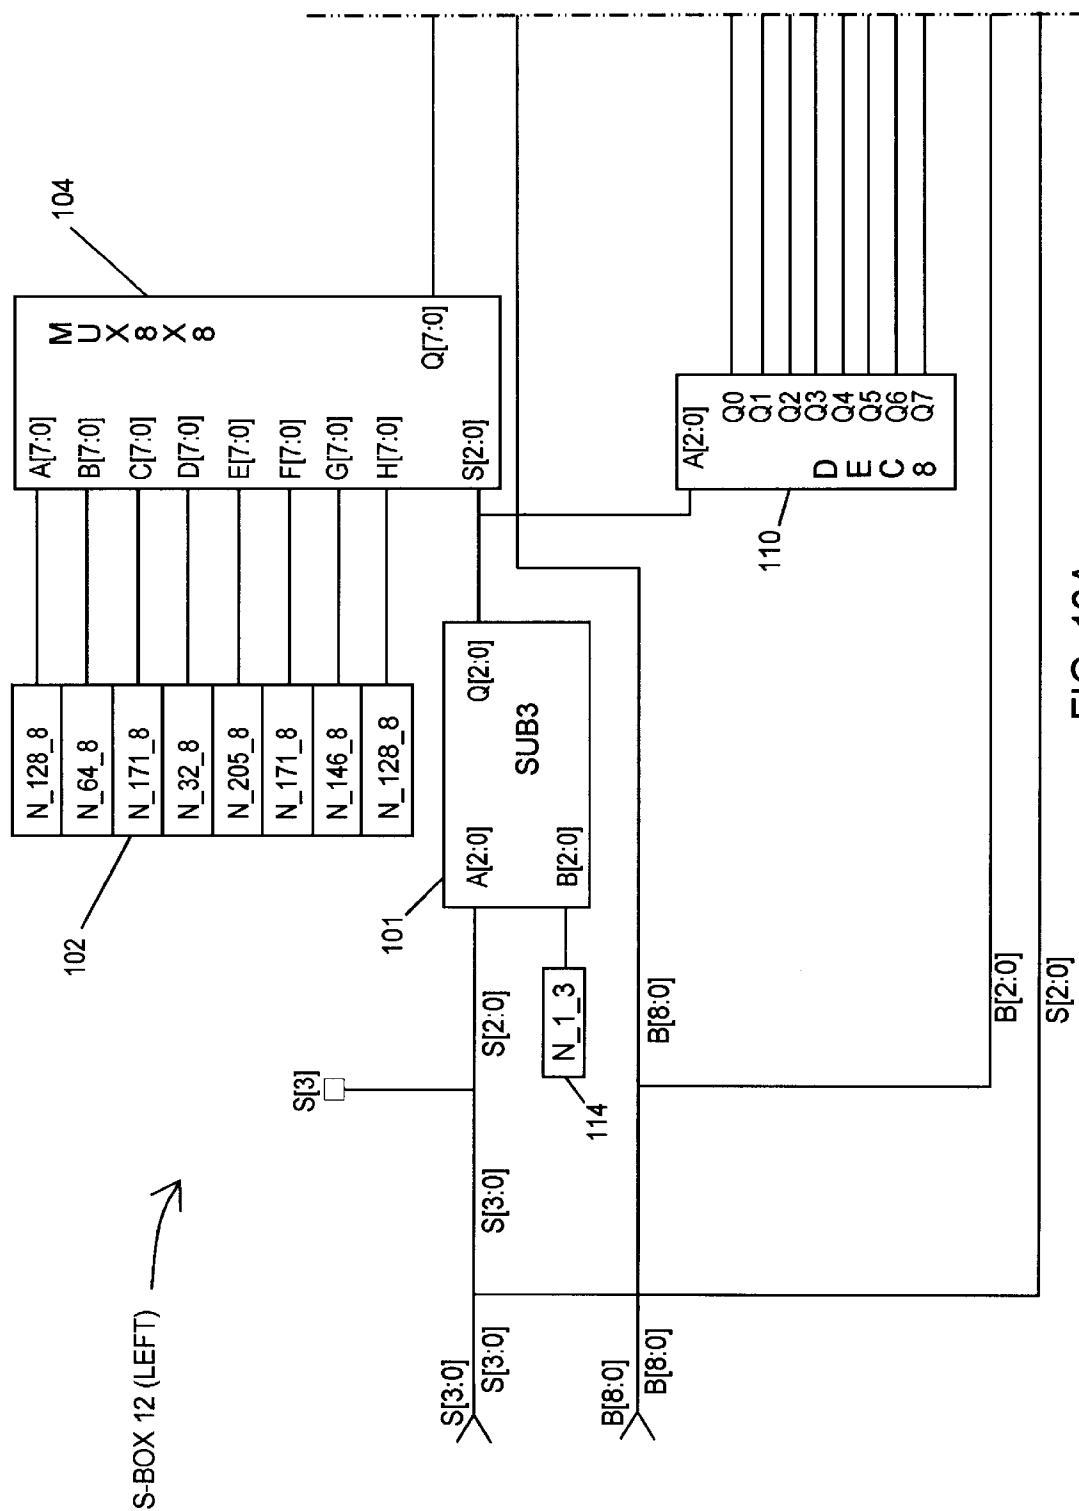 S-BOX 12 (LEFT)
102
N_128_8
N_64_8
N_171_8
N_32_8
N_205_8
N_171_8
N_146_8
N_128_8
104
A[7:0]
B[7:0]
C[7:0]
D[7:0]
E[7:0]
F[7:0]
G[7:0]
H[7:0]
S[2:0]
MUX8X8
Q[7:0]
S[3]
101
A[2:0]
B[2:0]
SUB3
Q[2:0]
S[3:0]
S[3:0]
S[3:0]
S[2:0]
N_1_3
114
B[8:0]
B[8:0]
B[8:0]
110
A[2:0]
DEC8
Q0
Q1
Q2
Q3
Q4
Q5
Q6
Q7
B[2:0]
S[2:0]